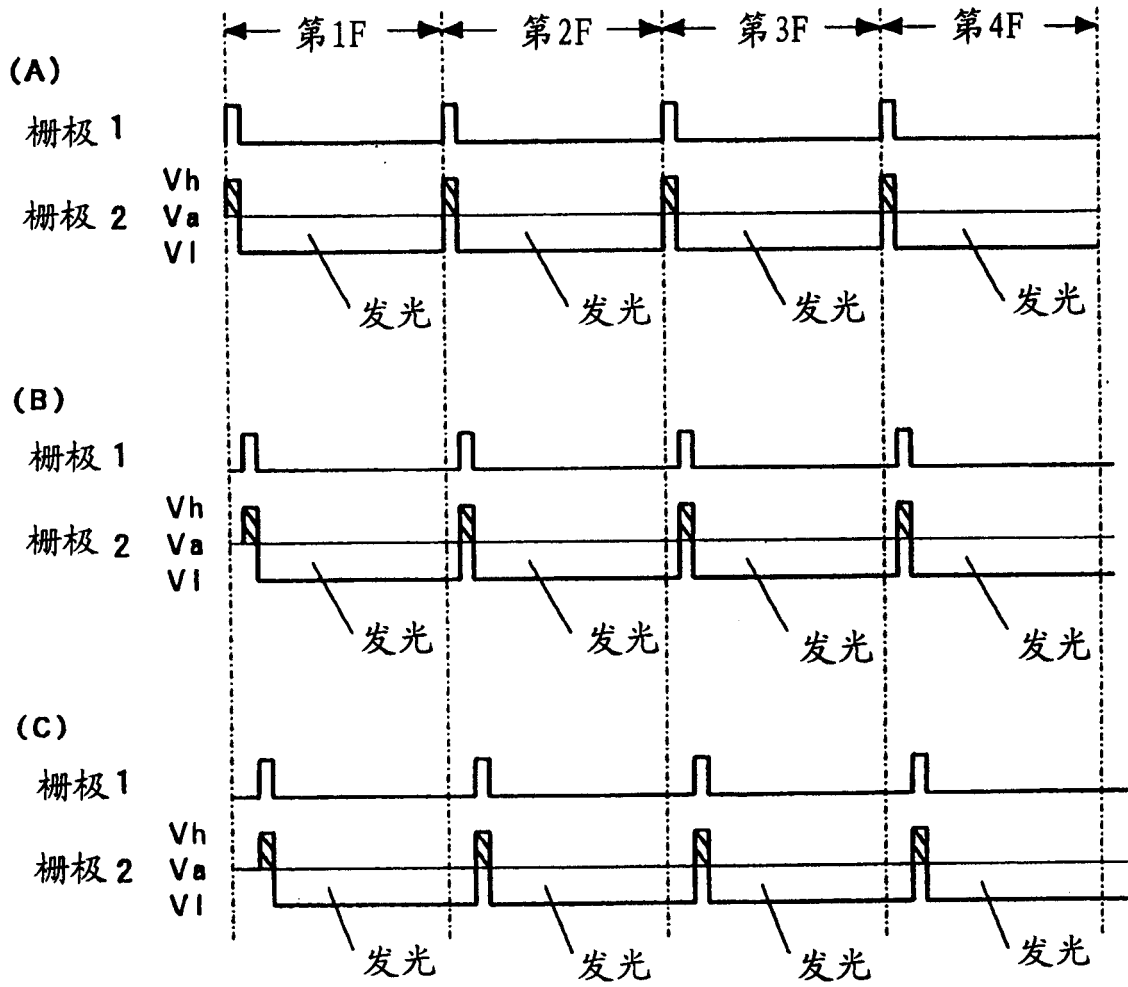 第1F 第2F 第3F 第4F
(A)
栅极 1
Vh
栅极 2 Va
Vl
发光 发光 发光 发光
(B)
栅极 1
Vh
栅极 2 Va
Vl
发光 发光 发光 发光
(C)
栅极 1
Vh
栅极 2 Va
Vl
发光 发光 发光 发光